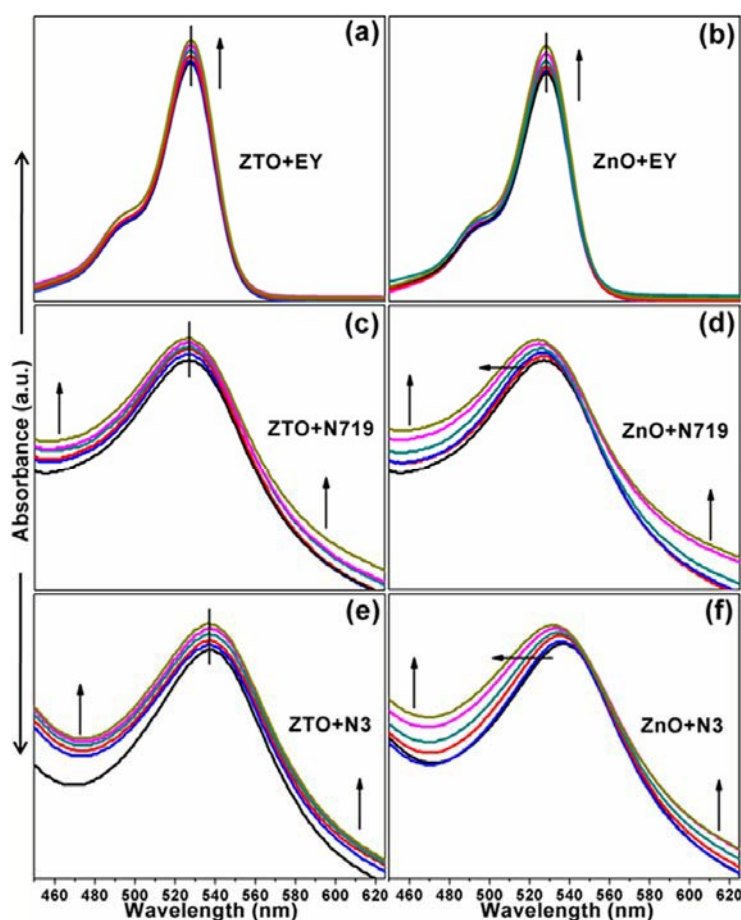 Absorbance (a.u.)
(a)
ZTO+EY
(b)
ZnO+EY
(c)
ZTO+N719
(d)
ZnO+N719
(e)
ZTO+N3
(f)
ZnO+N3
460 480 500 520 540 560 580 600 620
460 480 500 520 540 560 580 600 620
Wavelength (nm)
Wavelength (nm)